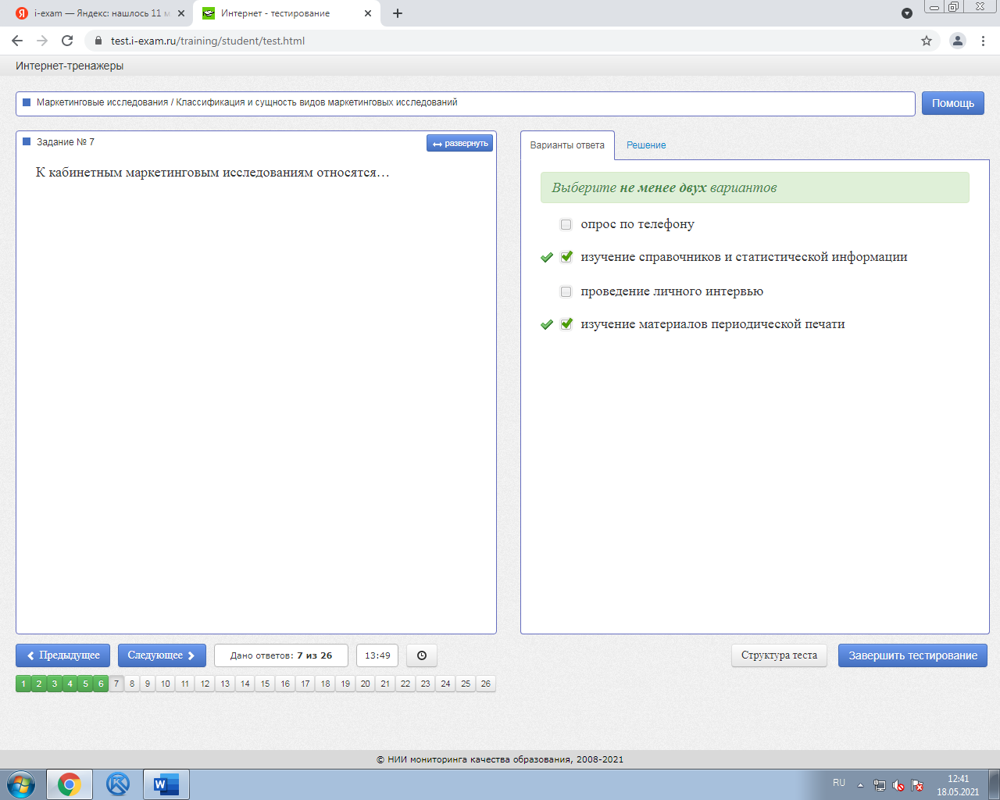 i-exam — Яндекс: нашлось 11 м
Интернет - тестирование
test.i-exam.ru/training/student/test.html
Интернет-тренажеры
Маркетинговые исследования / Классификация и сущность видов маркетинговых исследований
Помощь
Задание № 7
развернуть
К кабинетным маркетинговым исследованиям относятся…
Варианты ответа
Решение
Выберите не менее двух вариантов
опрос по телефону
изучение справочников и статистической информации
проведение личного интервью
изучение материалов периодической печати
Предыдущее
Следующее
Дано ответов: 7 из 26
13:49
Структура теста
Завершить тестирование
1 2 3 4 5 6 7 8 9 10 11 12 13 14 15 16 17 18 19 20 21 22 23 24 25 26
© НИИ мониторинга качества образования, 2008-2021
RU
12:41
18.05.2021